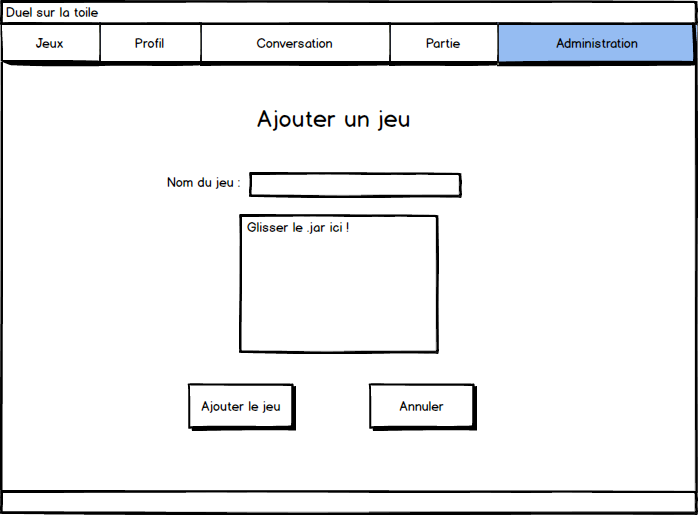 Duel sur la toile
Jeux Profil Conversation Partie Administration
Ajouter un jeu
Nom du jeu :
Glisser le .jar ici !
Ajouter le jeu Annuler